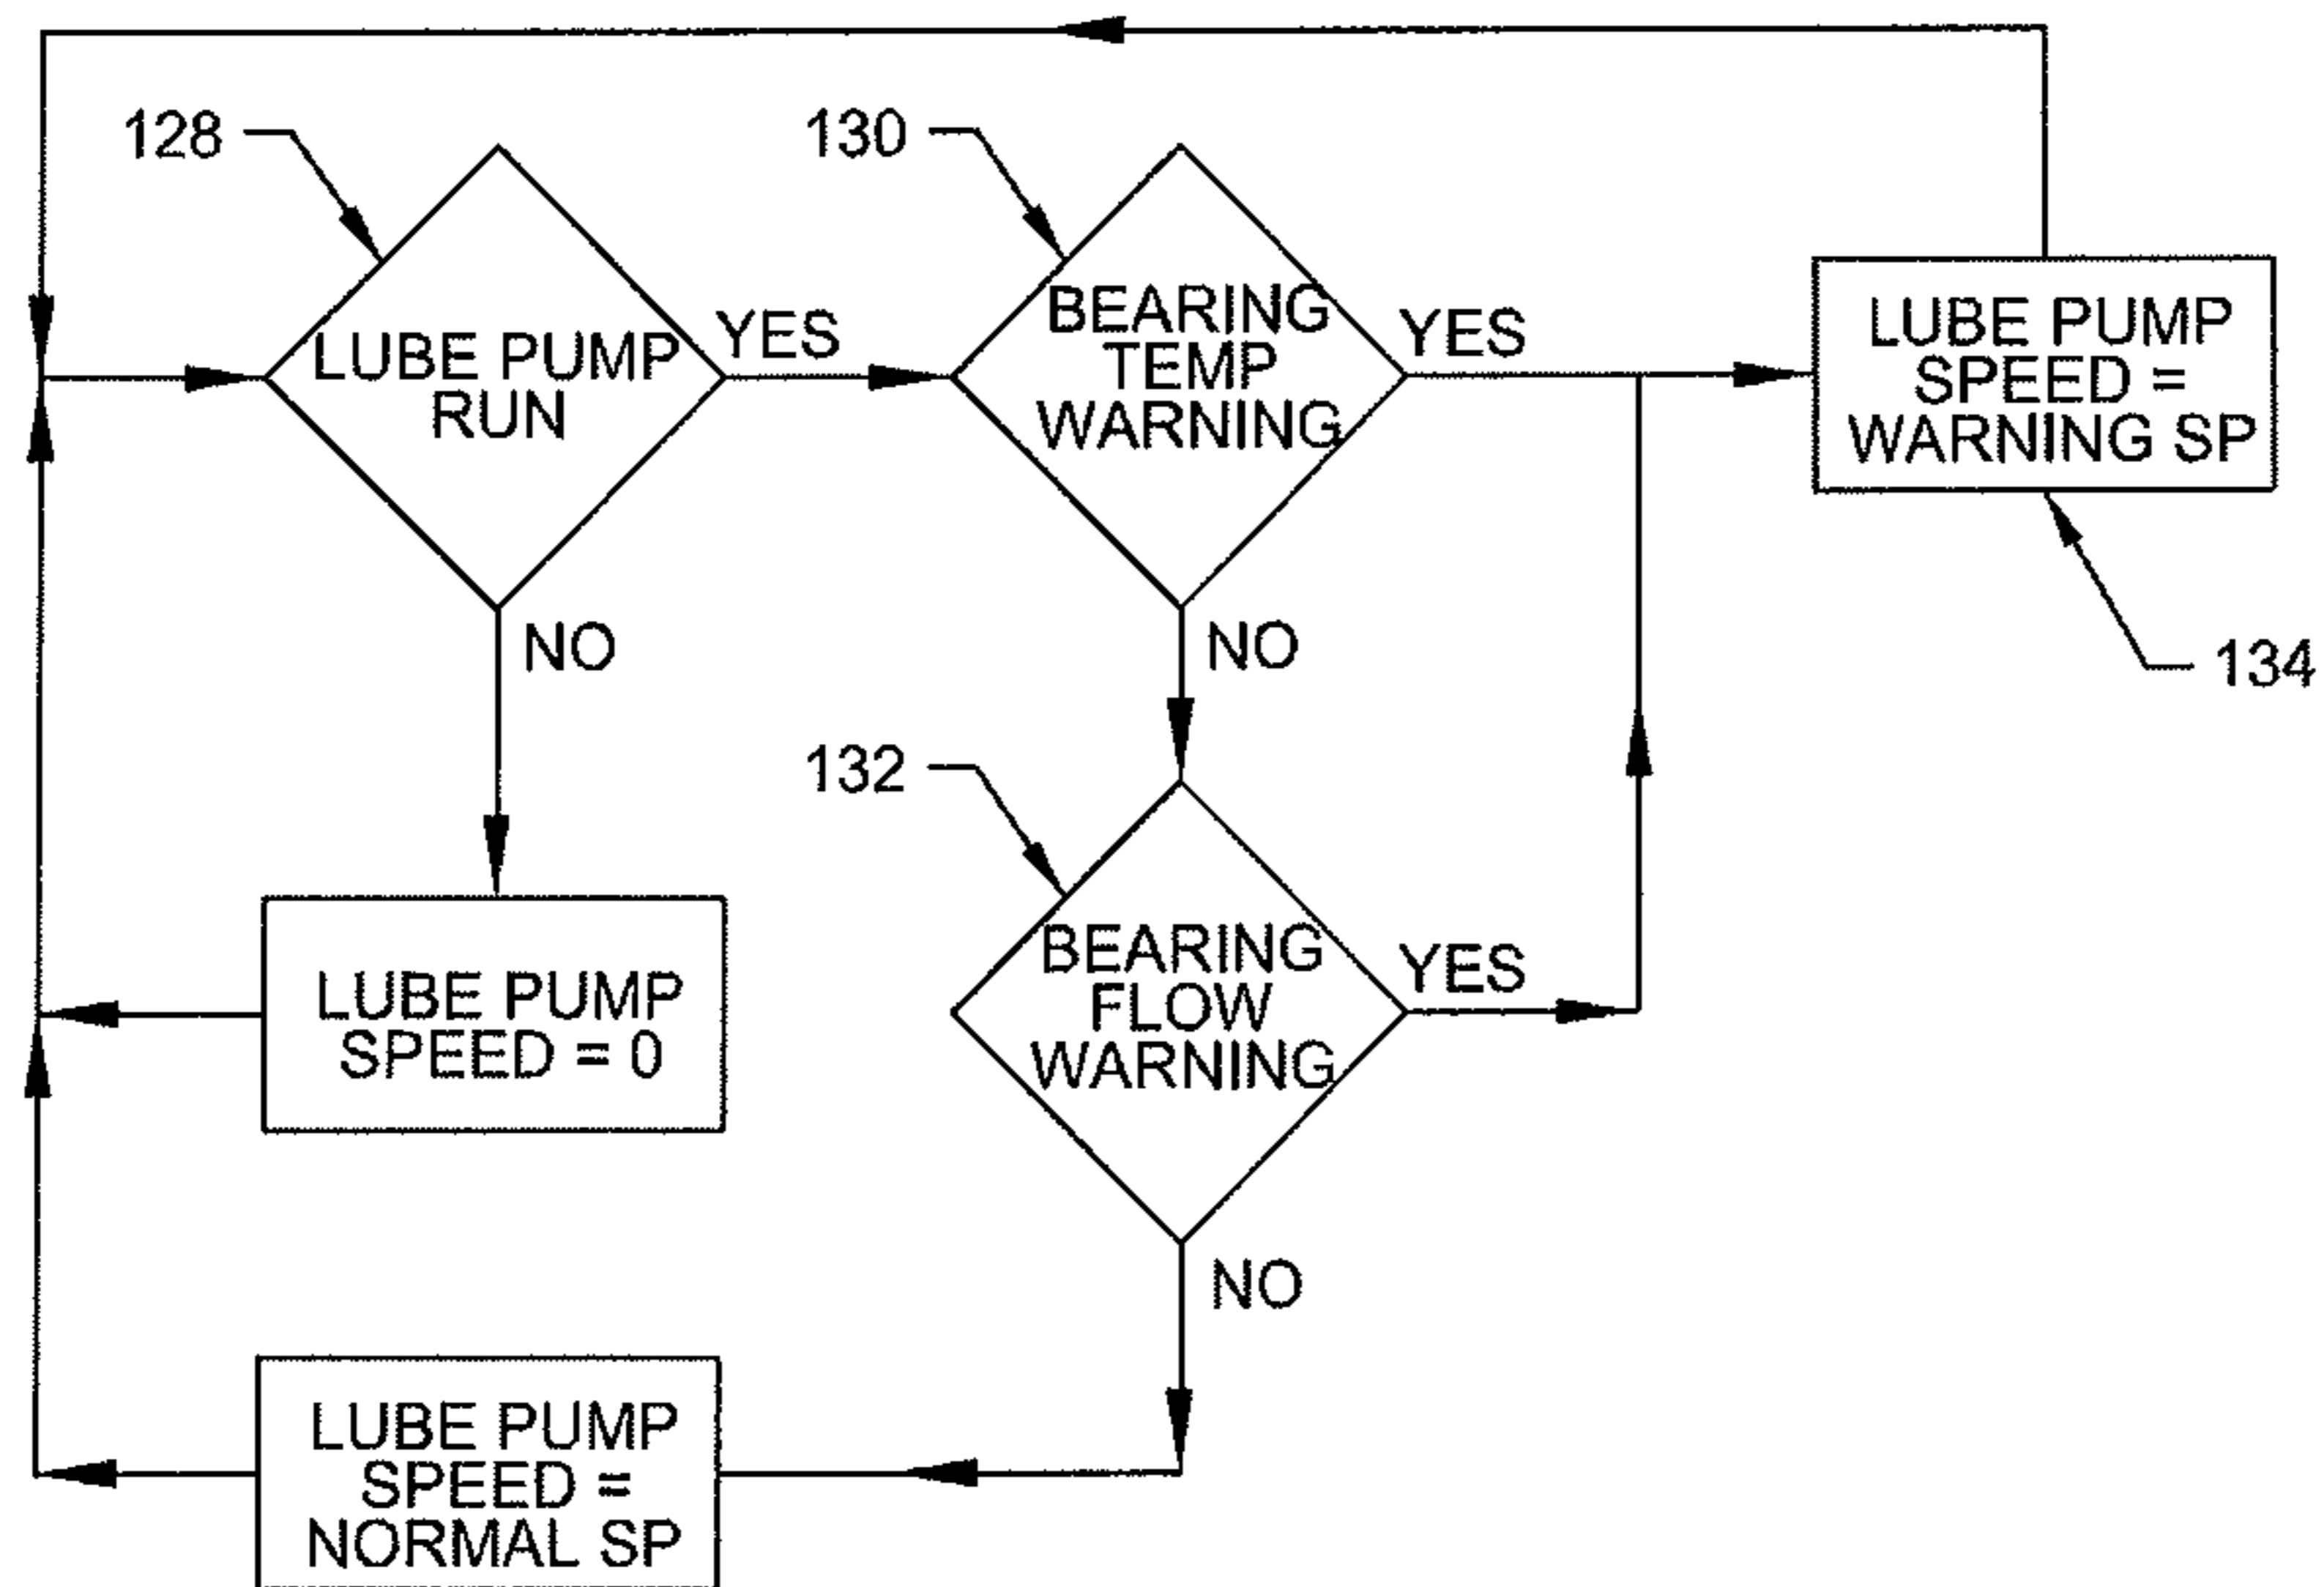 128
LUBE PUMP
RUN
YES
NO
130
BEARING
TEMP
WARNING
YES
NO
LUBE PUMP
SPEED =
WARNING SP
134
132
BEARING
FLOW
WARNING
YES
NO
LUBE PUMP
SPEED = 0
LUBE PUMP
SPEED =
NORMAL SP